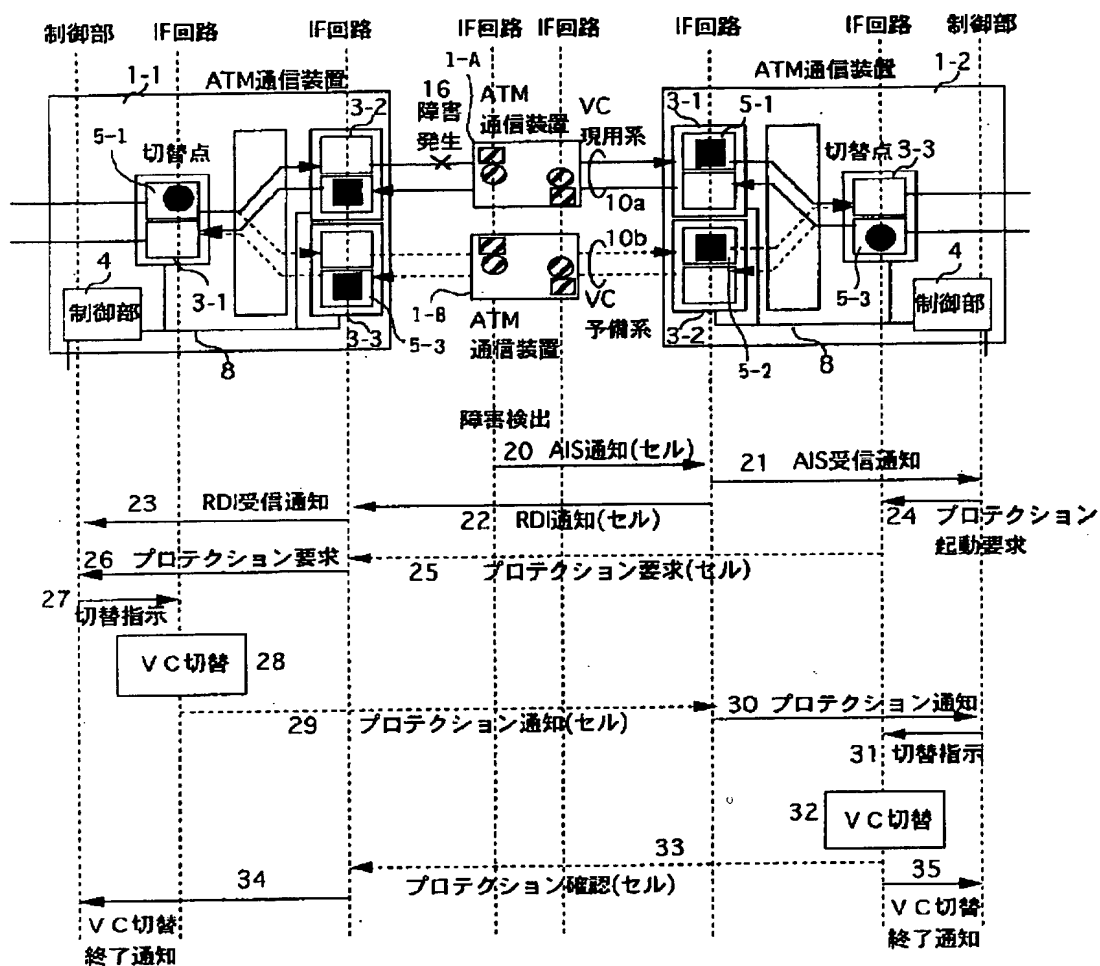 制御部 IF回路 IF回路 IF回路 IF回路 IF回路 IF回路 制御部
1-1
ATM通信装置
1-A
ATM通信装置
1-2
16
障害
発生
ATM
通信装置
VC
現用系
3-2
3-1
5-1
5-1
切替点
切替点
3-3
10a
10b
4
制御部
3-1
8
3-3
5-3
1-B
ATM
通信装置
VC
予備系
3-2
5-2
5-3
4
制御部
8
障害検出
20 AIS通知(セル)
21 AIS受信通知
23 RDI受信通知
22 RDI通知(セル)
24 プロテクション
起動要求
26 プロテクション要求
25 プロテクション要求(セル)
27 切替指示
VC切替 28
29 プロテクション通知(セル)
30 プロテクション通知
31 切替指示
32 VC切替
33
プロテクション確認(セル)
34
35
VC切替
終了通知
VC切替
終了通知